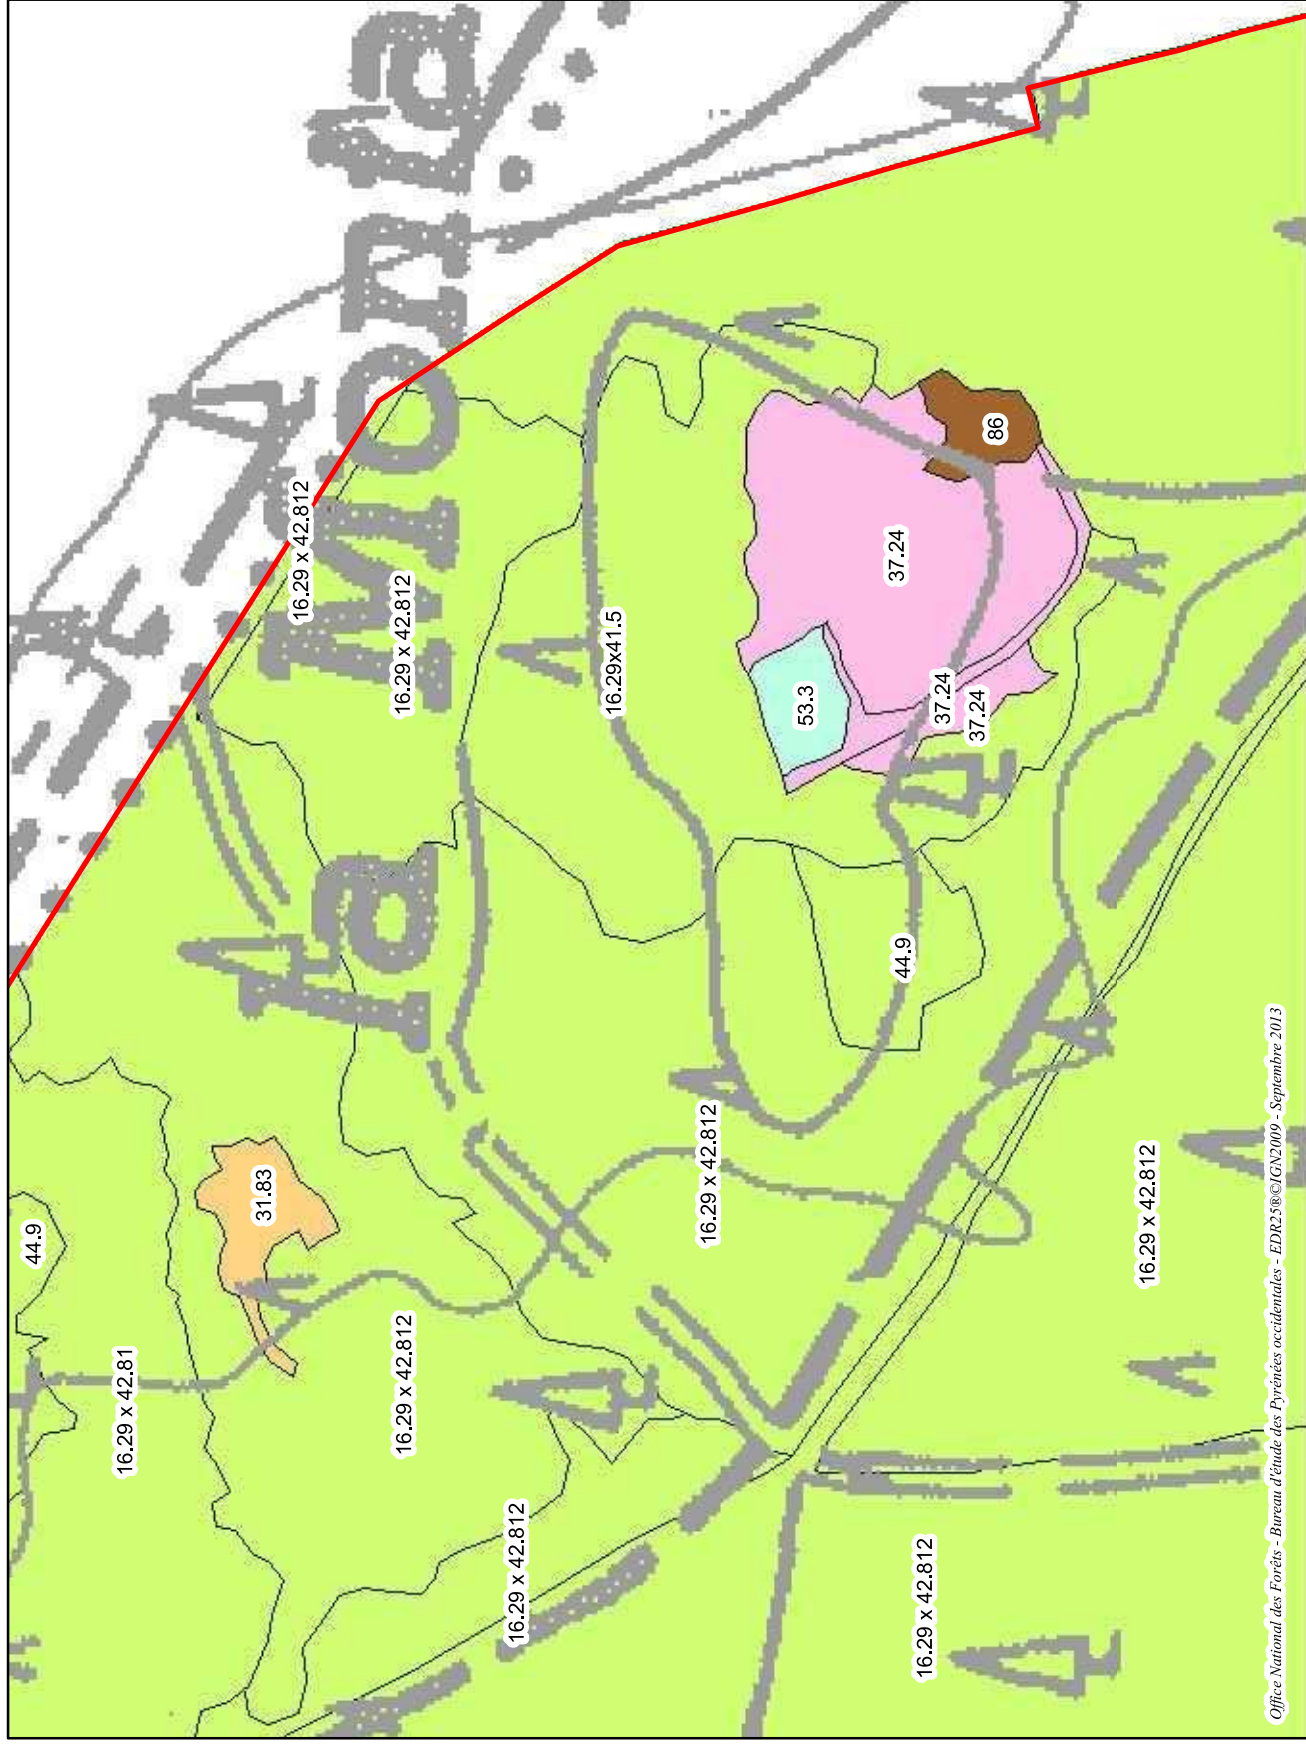 44.9
16.29 x 42.81
31.83
16.29 x 42.812
16.29 x 42.812
16.29 x 42.812
16.29 x 42.812
la Mon la
16.29x41.5
16.29 x 42.812
53.3
37.24
37.24
37.24
86
44.9
16.29 x 42.812
16.29 x 42.812
Office National des Forêts - Bureau d'étude des Pyrénées occidentales - EDR25®©IGN2009 - Septembre 2013